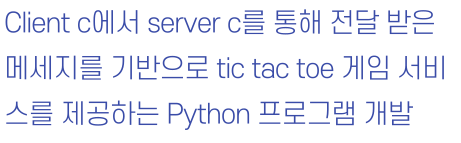 Client c에서 server c를 통해 전달 받은
메세지를 기반으로 tic tac toe 게임 서비
스를 제공하는 Python 프로그램 개발